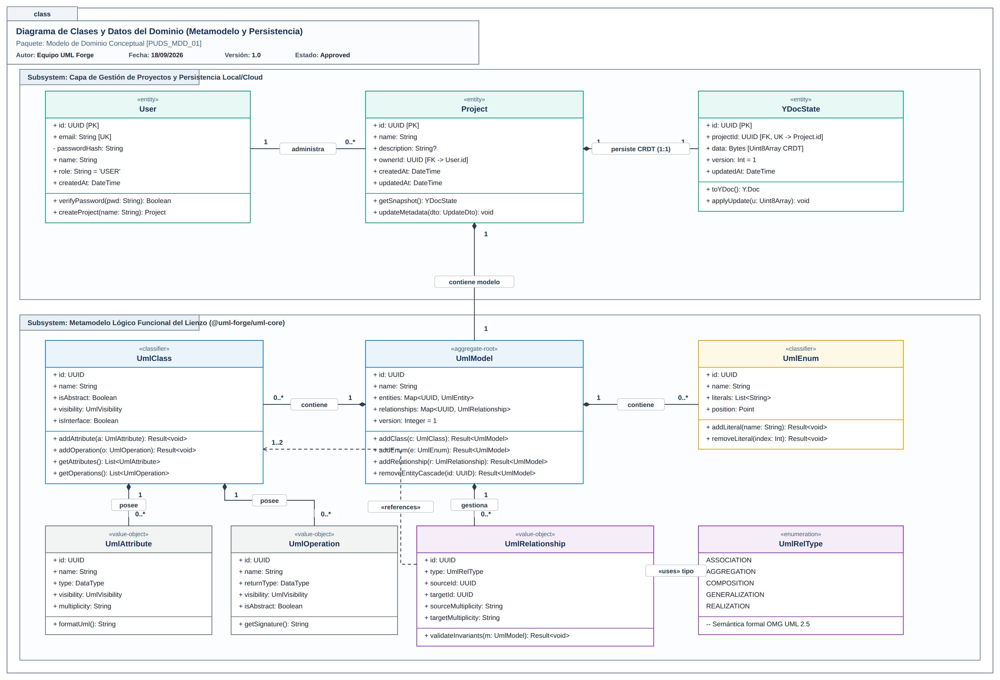 class
Diagrama de Clases y Datos del Dominio (Metamodelo y Persistencia)
Paquete: Modelo de Dominio Conceptual [PUDS_MDD_01]
Autor: Equipo UML Forge Fecha: 18/09/2026 Versión: 1.0 Estado: Approved
Subsystem: Capa de Gestión de Proyectos y Persistencia Local/Cloud
«entity»
User
+ id: UUID [PK]
+ email: String [UK]
- passwordHash: String
+ name: String
+ role: String = 'USER'
+ createdAt: DateTime
+ verifyPassword(pwd: String): Boolean
+ createProject(name: String): Project
1
administra
0..*
«entity»
Project
+ id: UUID [PK]
+ name: String
+ description: String?
+ ownerId: UUID [FK -> User.id]
+ createdAt: DateTime
+ updatedAt: DateTime
+ getSnapshot(): YDocState
+ updateMetadata(dto: UpdateDto): void
1
persiste CRDT (1:1)
1
«entity»
YDocState
+ id: UUID [PK]
+ projectId: UUID [FK, UK -> Project.id]
+ data: Bytes [Uint8Array CRDT]
+ version: Int = 1
+ updatedAt: DateTime
+ toYDoc(): Y.Doc
+ applyUpdate(u: Uint8Array): void
1
contiene modelo
1
Subsystem: Metamodelo Lógico Funcional del Lienzo (@uml-forge/uml-core)
«classifier»
UmlClass
+ id: UUID
+ name: String
+ isAbstract: Boolean
+ visibility: UmlVisibility
+ isInterface: Boolean
+ addAttribute(a: UmlAttribute): Result<void>
+ addOperation(o: UmlOperation): Result<void>
+ getAttributes(): List<UmlAttribute>
+ getOperations(): List<UmlOperation>
0..*
contiene
1
1..2
«aggregate-root»
UmlModel
+ id: UUID
+ name: String
+ entities: Map<UUID, UmlEntity>
+ relationships: Map<UUID, UmlRelationship>
+ version: Integer = 1
+ addClass(c: UmlClass): Result<UmlModel>
+ addEnum(e: UmlEnum): Result<UmlModel>
+ addRelationship(r: UmlRelationship): Result<UmlModel>
+ removeEntityCascade(id: UUID): Result<UmlModel>
1
contiene
0..*
«classifier»
UmlEnum
+ id: UUID
+ name: String
+ literals: List<String>
+ position: Point
+ addLiteral(name: String): Result<void>
+ removeLiteral(index: Int): Result<void>
1
posee
0..*
1
posee
0..*
«references»
1
gestiona
0..*
«value-object»
UmlAttribute
+ id: UUID
+ name: String
+ type: DataType
+ visibility: UmlVisibility
+ multiplicity: String
+ formatUml(): String
«value-object»
UmlOperation
+ id: UUID
+ name: String
+ returnType: DataType
+ visibility: UmlVisibility
+ isAbstract: Boolean
+ getSignature(): String
«value-object»
UmlRelationship
+ id: UUID
+ type: UmlRelType
+ sourceId: UUID
+ targetId: UUID
+ sourceMultiplicity: String
+ targetMultiplicity: String
+ validateInvariants(m: UmlModel): Result<void>
«uses» tipo
«enumeration»
UmlRelType
ASSOCIATION
AGGREGATION
COMPOSITION
GENERALIZATION
REALIZATION
-- Semántica formal OMG UML 2.5